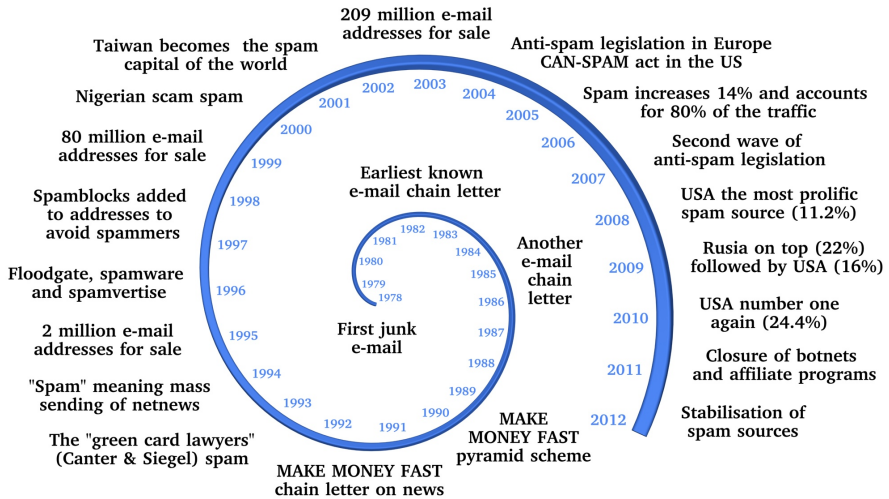 209 million e-mail
addresses for sale
Taiwan becomes the spam
capital of the world
Anti-spam legislation in Europe
CAN-SPAM act in the US
Nigerian scam spam
Spam increases 14% and accounts
for 80% of the traffic
80 million e-mail
addresses for sale
Second wave of
anti-spam legislation
Earliest known
e-mail chain letter
Spamblocks added
to addresses to
avoid spammers
USA the most prolific
spam source (11.2%)
Another
e-mail
chain
letter
Rusia on top (22%)
followed by USA (16%)
Floodgate, spamware
and spamvertise
USA number one
again (24.4%)
2 million e-mail
addresses for sale
First junk
e-mail
Closure of botnets
and affiliate programs
"Spam" meaning mass
sending of netnews
MAKE
MONEY FAST
pyramid scheme
Stabilisation of
spam sources
The "green card lawyers"
(Canter & Siegel) spam
MAKE MONEY FAST
chain letter on news
1978
1979
1980
1981
1982
1983
1984
1985
1986
1987
1988
1989
1990
1991
1992
1993
1994
1995
1996
1997
1998
1999
2000
2001
2002
2003
2004
2005
2006
2007
2008
2009
2010
2011
2012